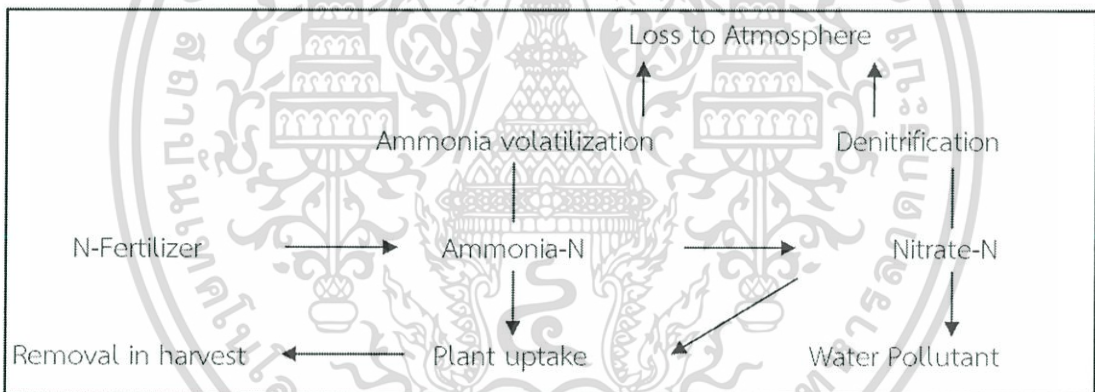 Loss to Atmosphere
Ammonia volatilization Denitrification
N-Fertilizer Ammonia-N Nitrate-N
Removal in harvest Plant uptake Water Pollutant